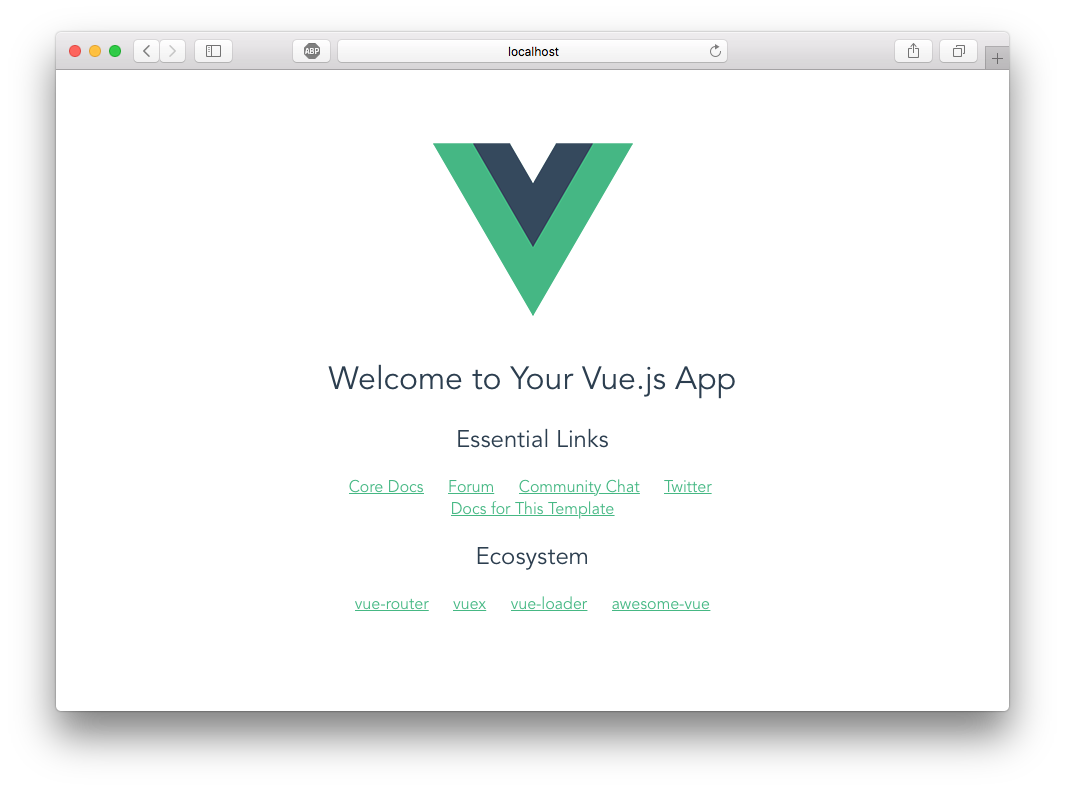 ABP
localhost
Welcome to Your Vue.js App
Essential Links
Core Docs Forum Community Chat Twitter
Docs for This Template
Ecosystem
vue-router vuex vue-loader awesome-vue